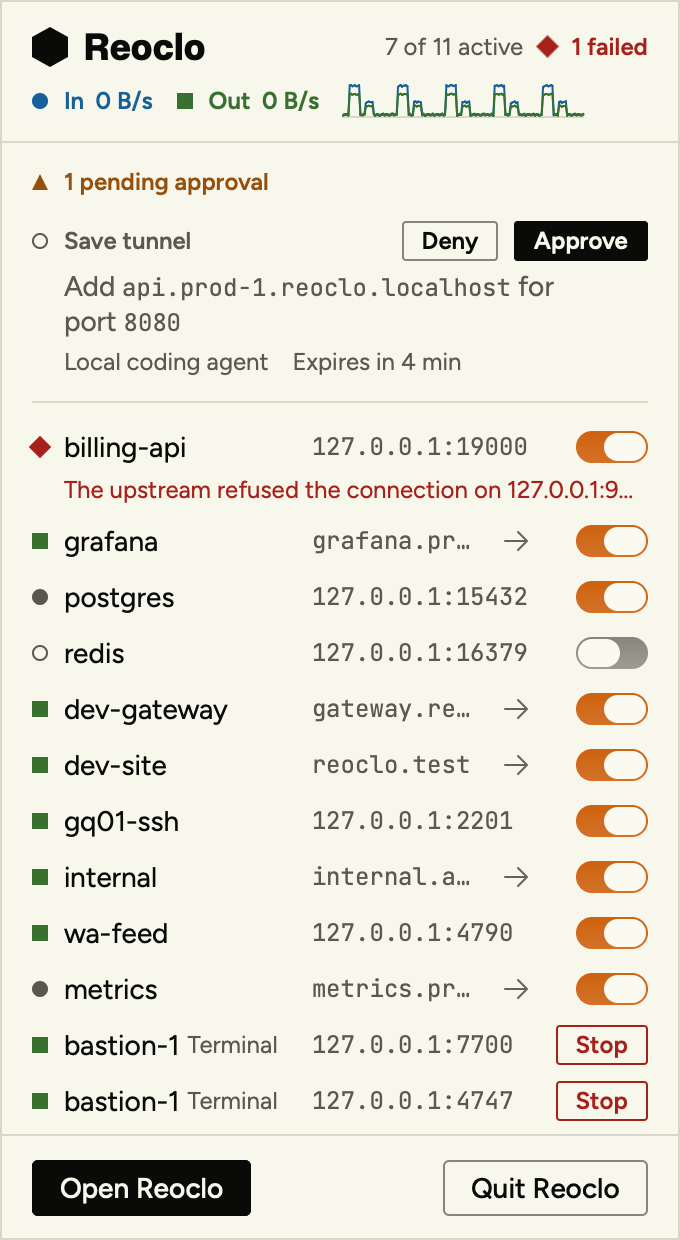 Reoclo 7 of 11 active 1 failed
In 0 B/s Out 0 B/s
1 pending approval
Save tunnel Deny Approve
Add api.prod-1.reoclo.localhost for
port 8080
Local coding agent Expires in 4 min
billing-api 127.0.0.1:19000
The upstream refused the connection on 127.0.0.1:9...
grafana grafana.pr… →
postgres 127.0.0.1:15432
redis 127.0.0.1:16379
dev-gateway gateway.re… →
dev-site reoclo.test →
gq01-ssh 127.0.0.1:2201
internal internal.a… →
wa-feed 127.0.0.1:4790
metrics metrics.pr… →
bastion-1 Terminal 127.0.0.1:7700 Stop
bastion-1 Terminal 127.0.0.1:4747 Stop
Open Reoclo Quit Reoclo